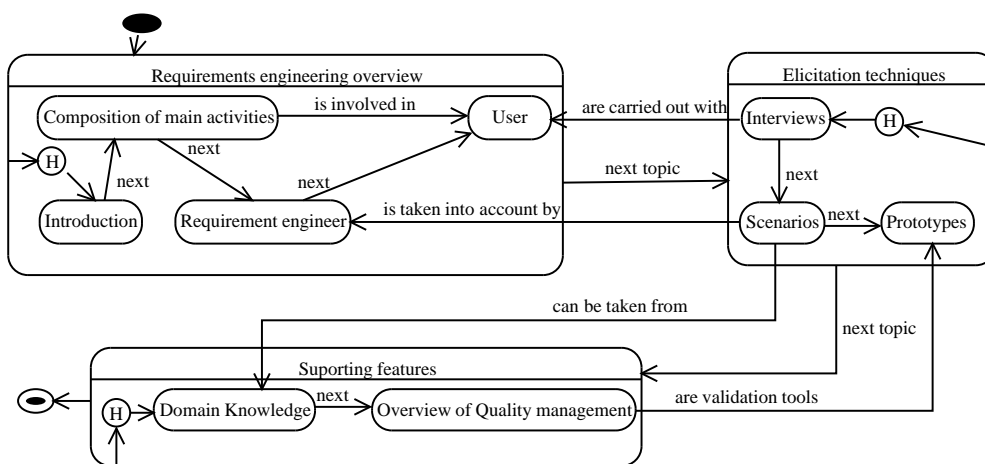 Requirements engineering overview
Elicitation techniques
Composition of main activities
is involved in
User
are carried out with
Interviews
H
H
next
next
next
next
next topic
Introduction
Requirement engineer
is taken into account by
Scenarios
next
Prototypes
can be taken from
next topic
Suporting features
H
Domain Knowledge
next
Overview of Quality management
are validation tools